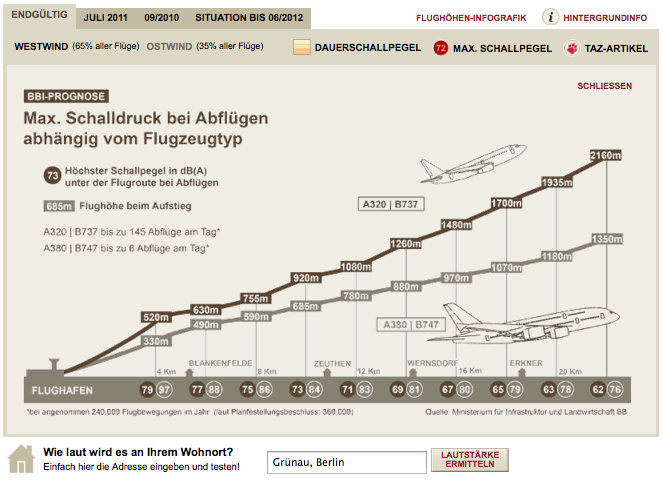 ENDGÜLTIG JULI 2011 09/2010 SITUATION BIS 06/2012 FLUGHÖHEN-INFOGRAFIK i HINTERGRUNDINFO
WESTWIND (65% aller Flüge) OSTWIND (35% aller Flüge) DAUERSCHALLPEGEL 72 MAX. SCHALLPEGEL TAZ-ARTIKEL
SCHLIESSEN
BBI-PROGNOSE
Max. Schalldruck bei Abflügen
abhängig vom Flugzeugtyp
73 Höchster Schallpegel in dB(A)
unter der Flugroute bei Abflügen
685m Flughöhe beim Aufstieg
A320 | B737 bis zu 145 Abflüge am Tag*
A380 | B747 bis zu 6 Abflüge am Tag*
A320 | B737
520m 630m 755m 920m 1080m 1260m 1480m 1700m 1935m 2160m
330m 490m 590m 685m 780m 880m 970m 1070m 1180m 1350m
A380 | B747
BLANKENFELDE ZEUTHEN WERNSDORF ERKNER
4 Km 8 Km 12 Km 16 Km 20 Km
FLUGHAFEN 79 97 77 88 75 86 73 84 71 83 69 81 67 80 65 79 63 78 62 76
*bei angenommen 240.000 Flugbewegungen im Jahr (laut Planfestellungsbeschluss: 360.000) Quelle: Ministerium für Infrastruktur und Landwirtschaft BB
Wie laut wird es an Ihrem Wohnort?
Einfach hier die Adresse eingeben und testen!
Grünau, Berlin
LAUTSTÄRKE
ERMITTELN